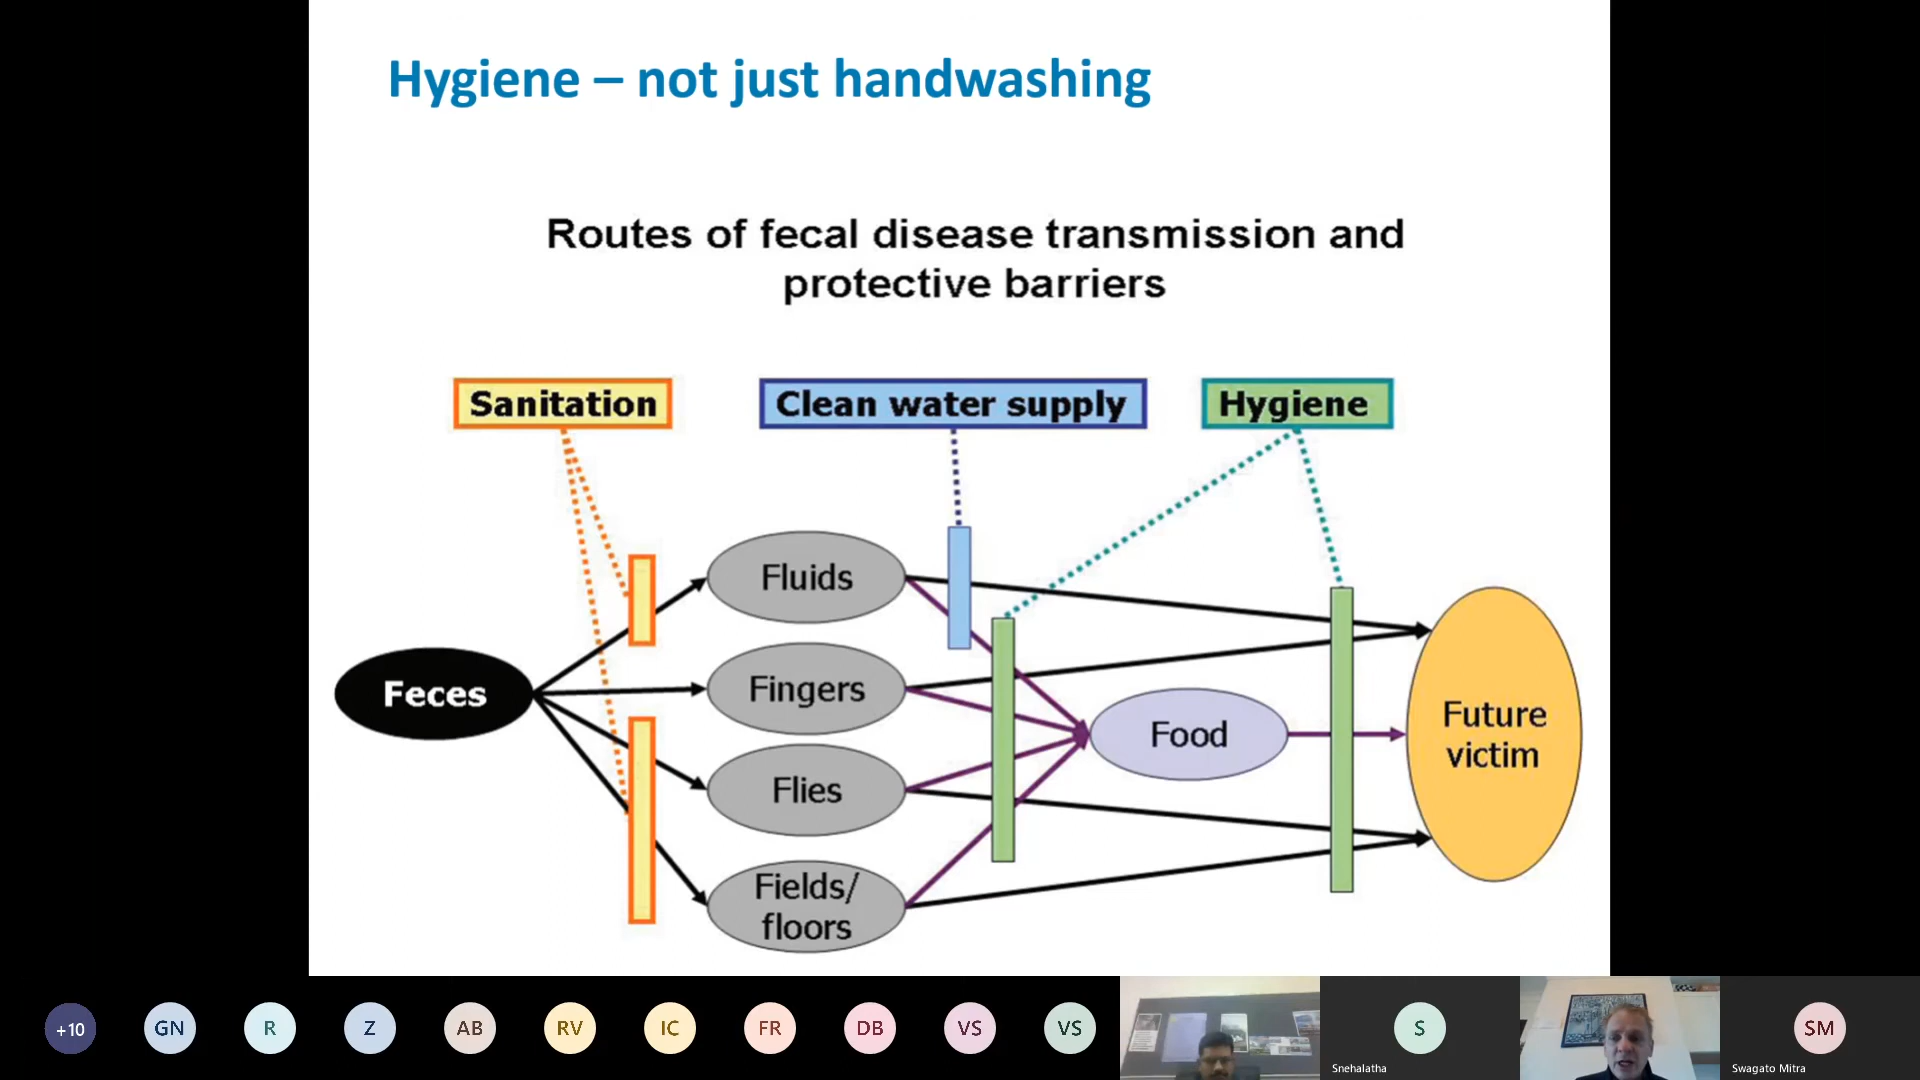 Hygiene – not just handwashing
Routes of fecal disease transmission and
protective barriers
Sanitation
Clean water supply
Hygiene
Feces
Fluids
Fingers
Flies
Fields/
floors
Food
Future
victim
+10
GN
R
Z
AB
RV
IC
FR
DB
VS
VS
S
Snehalatha
SM
Swagato Mitra